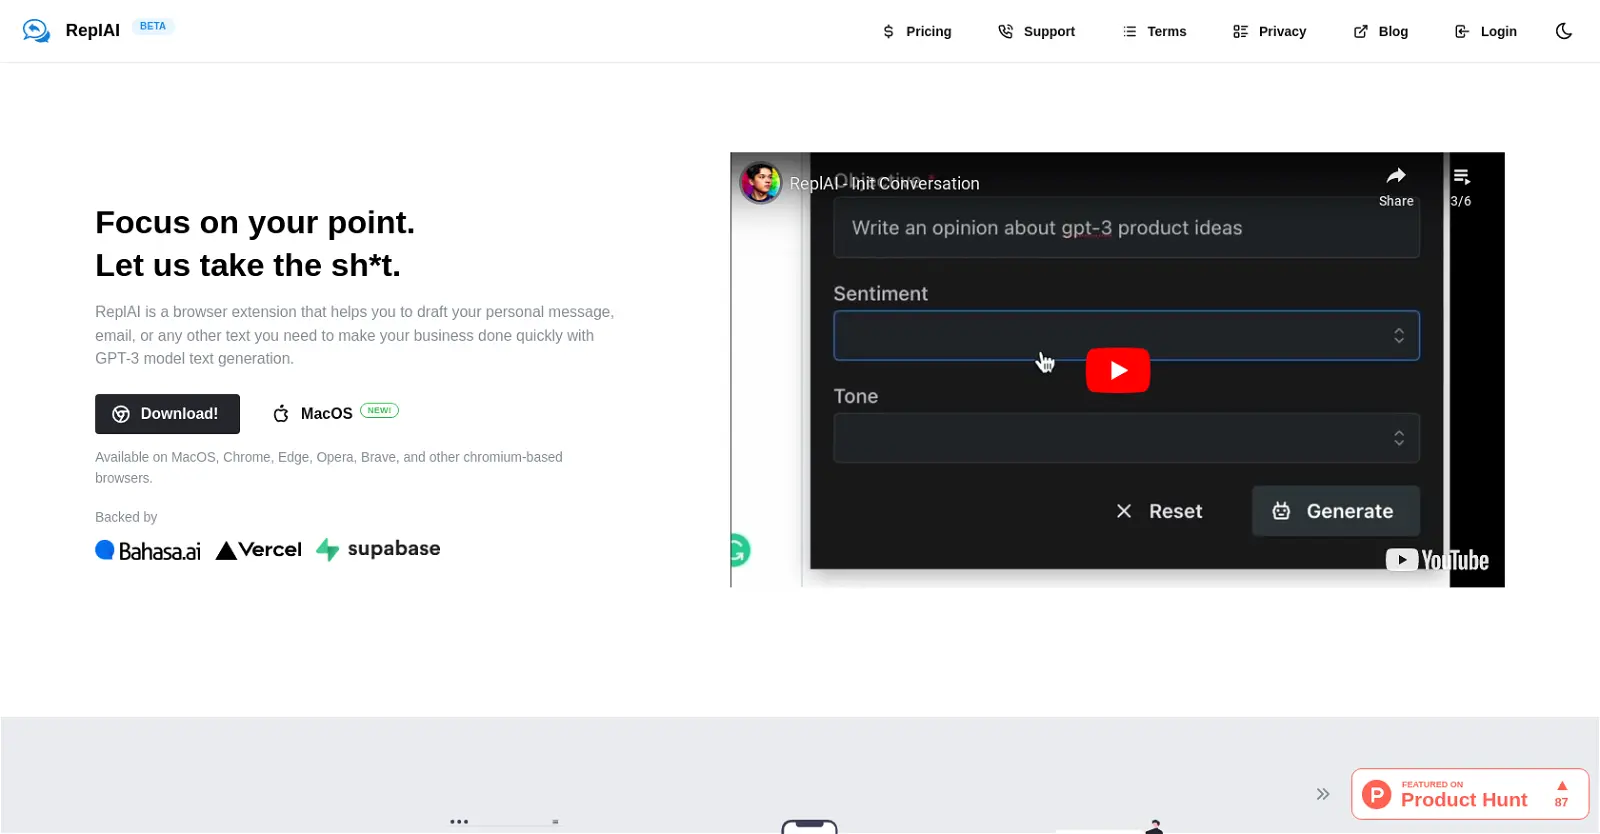 ReplAI BETA
Pricing
Support
Terms
Privacy
Blog
Login
Focus on your point.
Let us take the sh*t.
ReplAI is a browser extension that helps you to draft your personal message,
email, or any other text you need to make your business done quickly with
GPT-3 model text generation.
Download!
MacOS NEW!
Available on MacOS, Chrome, Edge, Opera, Brave, and other chromium-based
browsers.
Backed by
Bahasa.ai
Vercel
supabase
ReplAI - Init Conversation
Objective *
Share
3/6
Write an opinion about gpt-3 product ideas
Sentiment
Tone
Reset
Generate
YouTube
FEATURED ON
Product Hunt
87